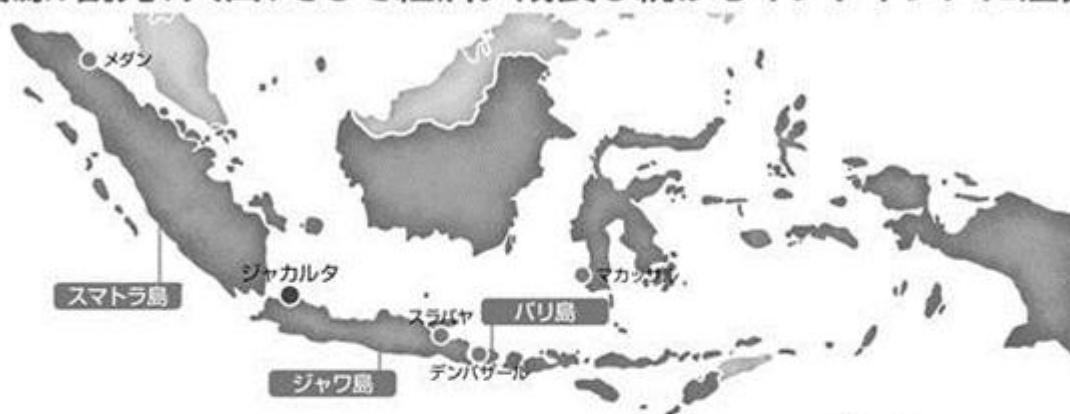 メダン
スマトラ島
ジャカルタ
ジャワ島
スラバヤ
バリ島
デンパサール
マカッサル